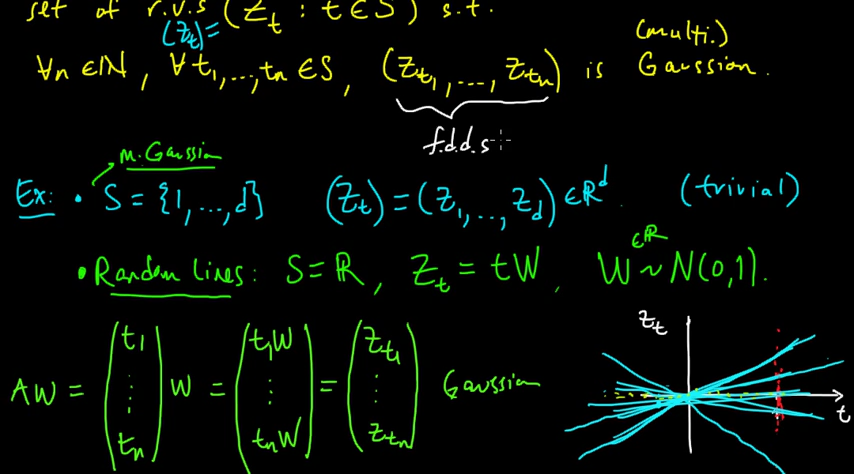 set of r.v.s (Z_t : t ∈ S) s.t.
(Z_t)=
(multi.)
∀n ∈ ℕ, ∀ t_1,...,t_n ∈ S, (Z_{t_1},..., Z_{t_n}) is Gaussian.
f.d.d.s
m. Gaussian
Ex: • S = {1,...,d} (Z_t) = (Z_1,...,Z_d) ∈ ℝ^d. (trivial)
• Random Lines: S = ℝ, Z_t = tW, W ~ N(0,1).
∈ℝ
AW = (t_1 ⋮ t_n) W = (t_1W ⋮ t_nW) = (Z_{t_1} ⋮ Z_{t_n}) Gaussian
Z_t
t